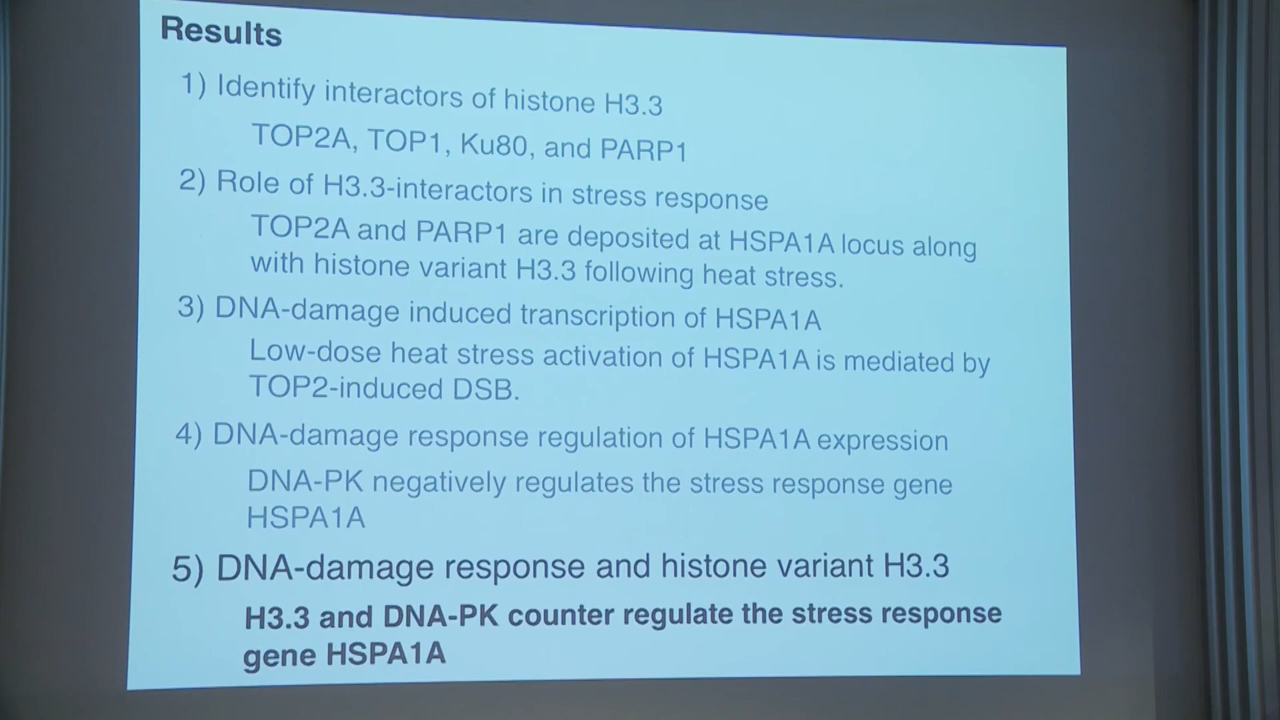 Results
1) Identify interactors of histone H3.3
TOP2A, TOP1, Ku80, and PARP1
2) Role of H3.3-interactors in stress response
TOP2A and PARP1 are deposited at HSPA1A locus along
with histone variant H3.3 following heat stress.
3) DNA-damage induced transcription of HSPA1A
Low-dose heat stress activation of HSPA1A is mediated by
TOP2-induced DSB.
4) DNA-damage response regulation of HSPA1A expression
DNA-PK negatively regulates the stress response gene
HSPA1A
5) DNA-damage response and histone variant H3.3
H3.3 and DNA-PK counter regulate the stress response
gene HSPA1A